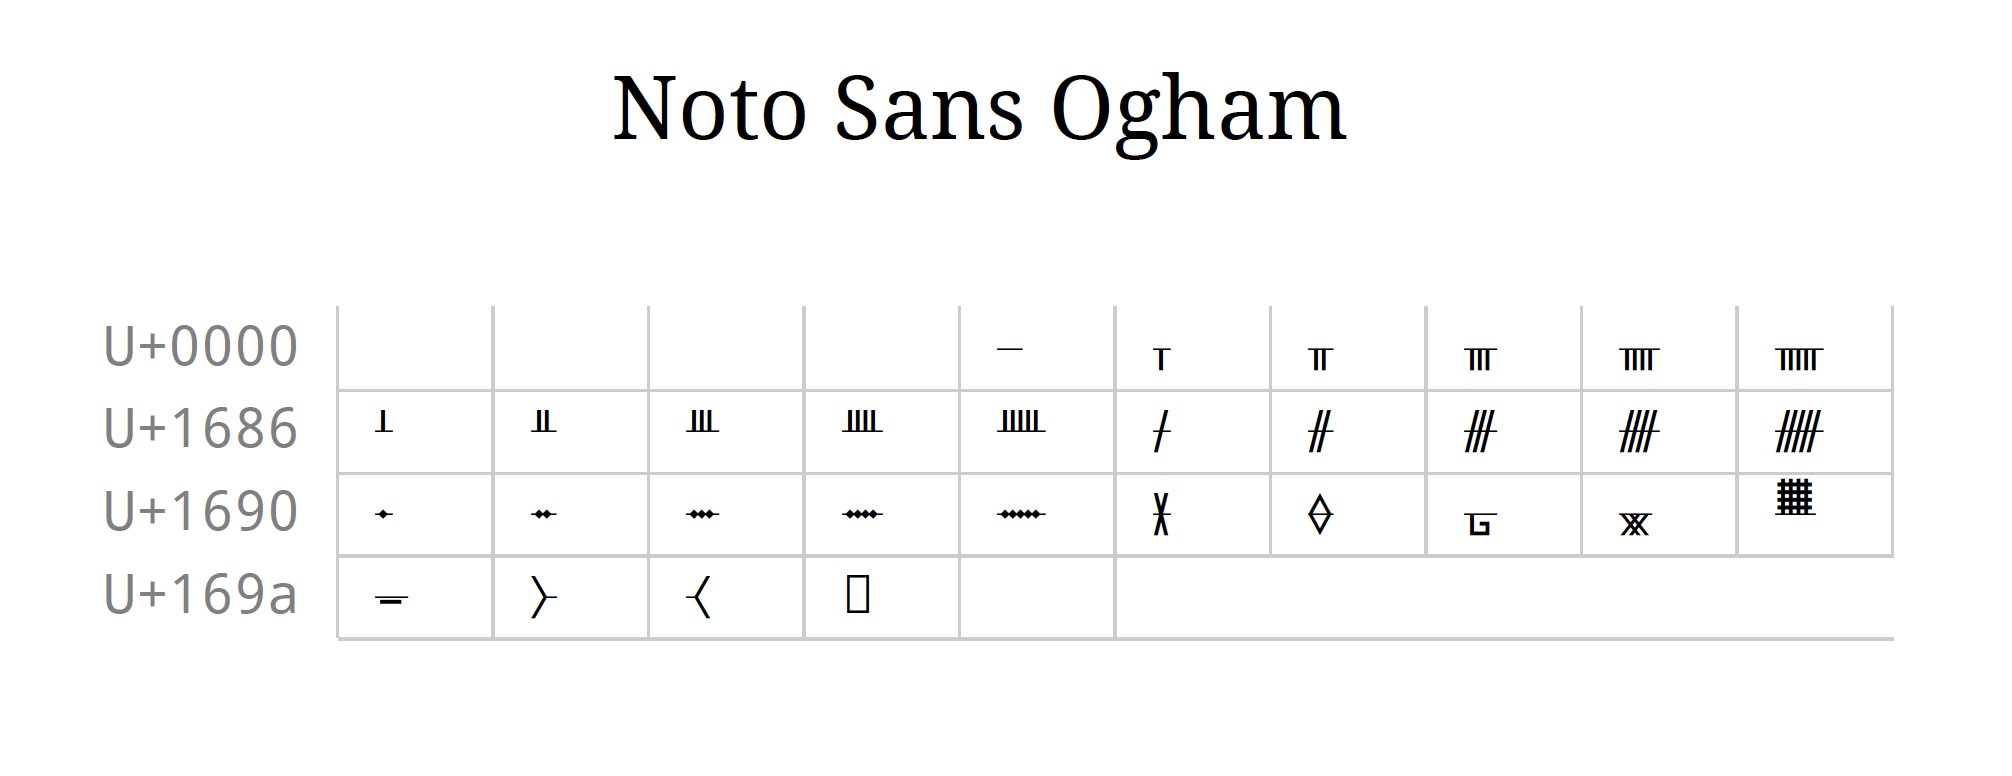 Noto Sans Ogham
U+0000   ᚁ ᚂ ᚃ ᚄ ᚅ
U+1686 ᚆ ᚇ ᚈ ᚉ ᚊ ᚋ ᚌ ᚍ ᚎ ᚏ
U+1690 ᚐ ᚑ ᚒ ᚓ ᚔ ᚕ ᚖ ᚗ ᚘ ᚙ
U+169a ᚚ ᚛ ᚜